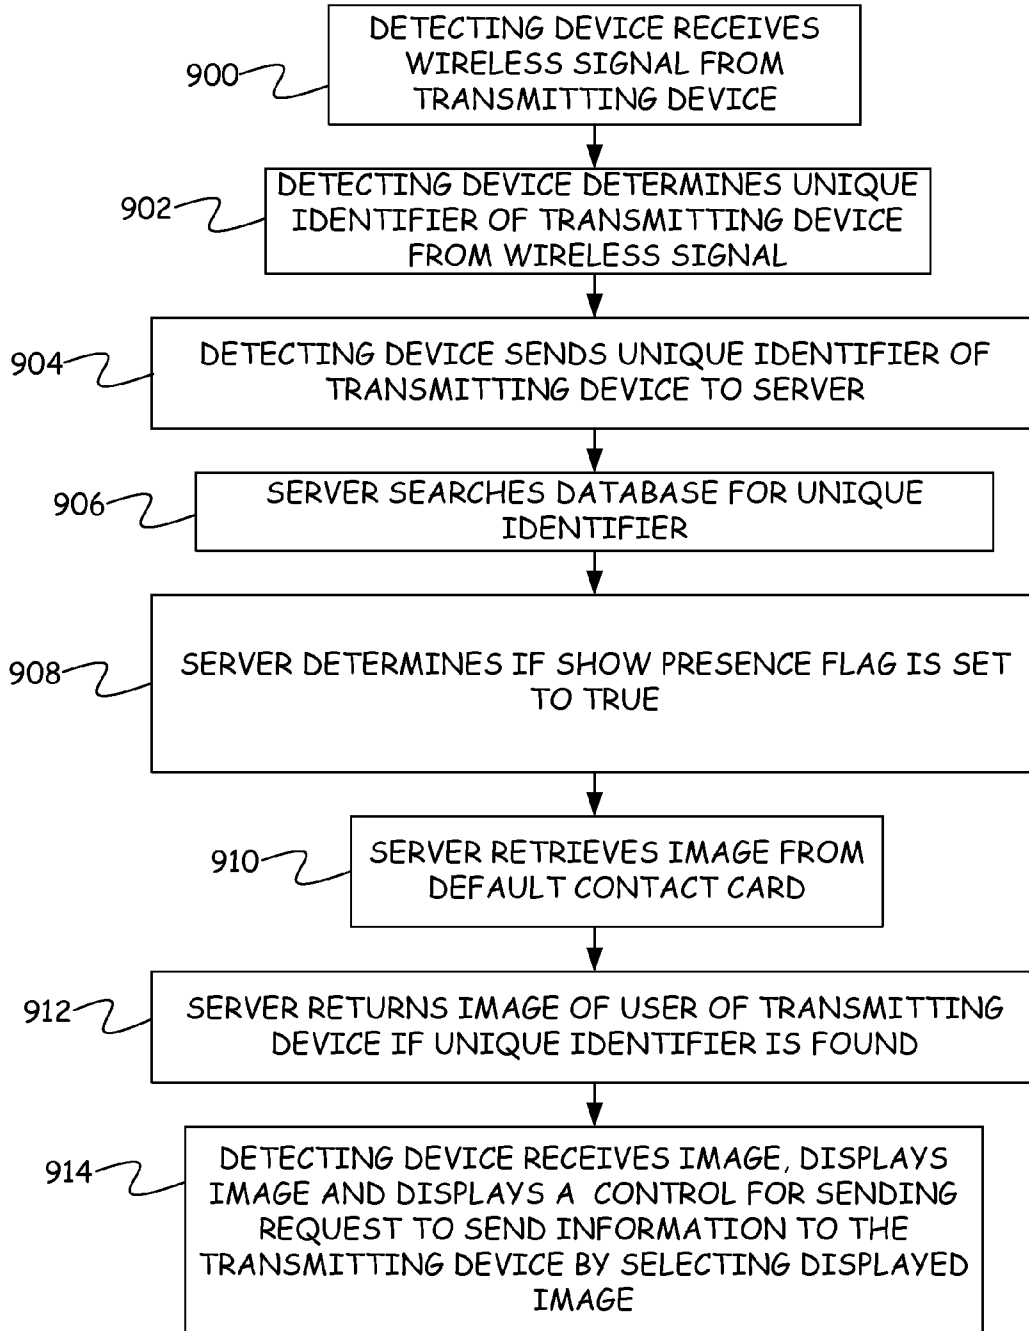 900
DETECTING DEVICE RECEIVES
WIRELESS SIGNAL FROM
TRANSMITTING DEVICE
902
DETECTING DEVICE DETERMINES UNIQUE
IDENTIFIER OF TRANSMITTING DEVICE
FROM WIRELESS SIGNAL
904
DETECTING DEVICE SENDS UNIQUE IDENTIFIER OF
TRANSMITTING DEVICE TO SERVER
906
SERVER SEARCHES DATABASE FOR UNIQUE
IDENTIFIER
908
SERVER DETERMINES IF SHOW PRESENCE FLAG IS SET
TO TRUE
910
SERVER RETRIEVES IMAGE FROM
DEFAULT CONTACT CARD
912
SERVER RETURNS IMAGE OF USER OF TRANSMITTING
DEVICE IF UNIQUE IDENTIFIER IS FOUND
914
DETECTING DEVICE RECEIVES IMAGE, DISPLAYS
IMAGE AND DISPLAYS A CONTROL FOR SENDING
REQUEST TO SEND INFORMATION TO THE
TRANSMITTING DEVICE BY SELECTING DISPLAYED
IMAGE